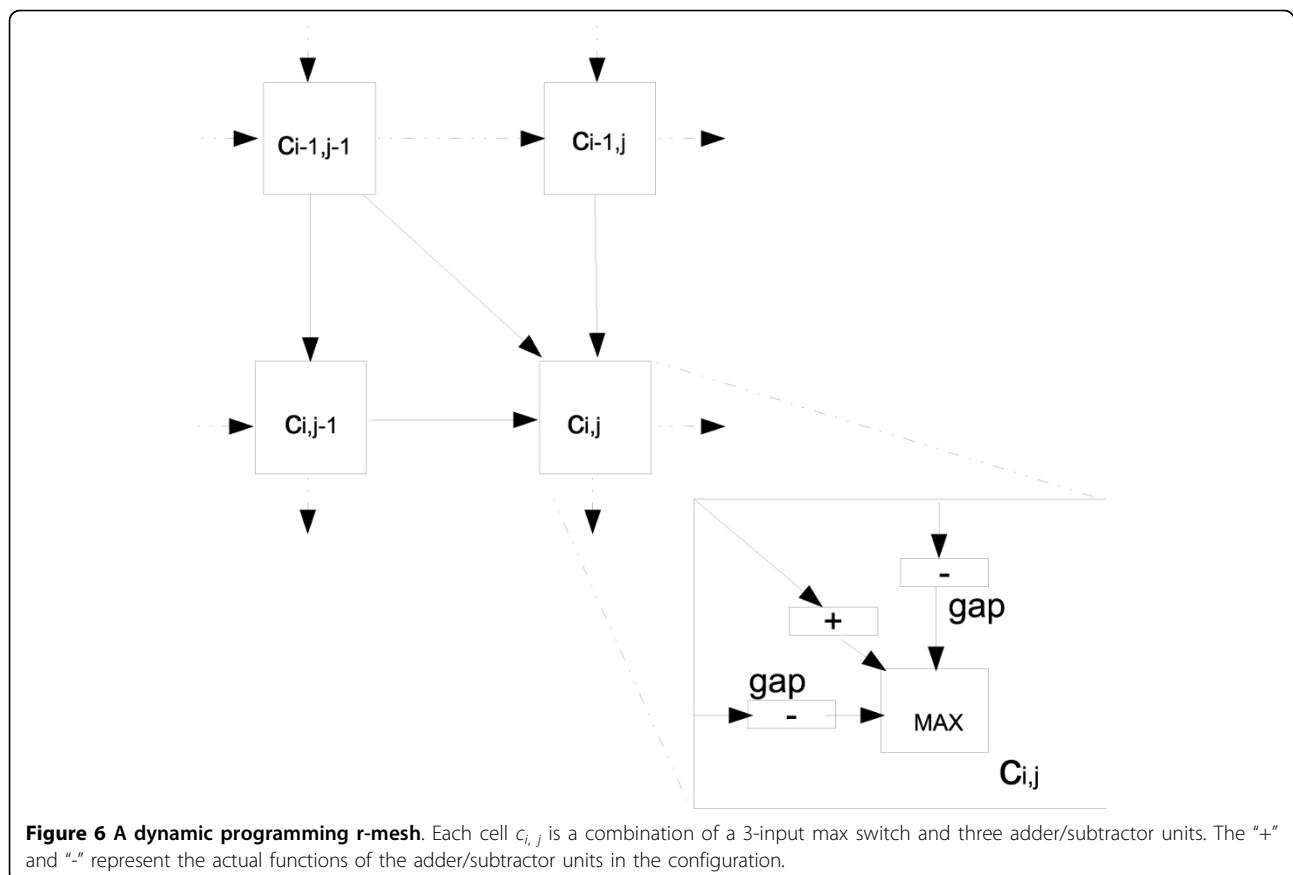 Ci-1,j-1
Ci-1,j
Ci,j-1
Ci,j
-
gap
+
gap
-
MAX
Ci,j
Figure 6 A dynamic programming r-mesh. Each cell ci, j is a combination of a 3-input max switch and three adder/subtractor units. The “+”
and “-” represent the actual functions of the adder/subtractor units in the configuration.